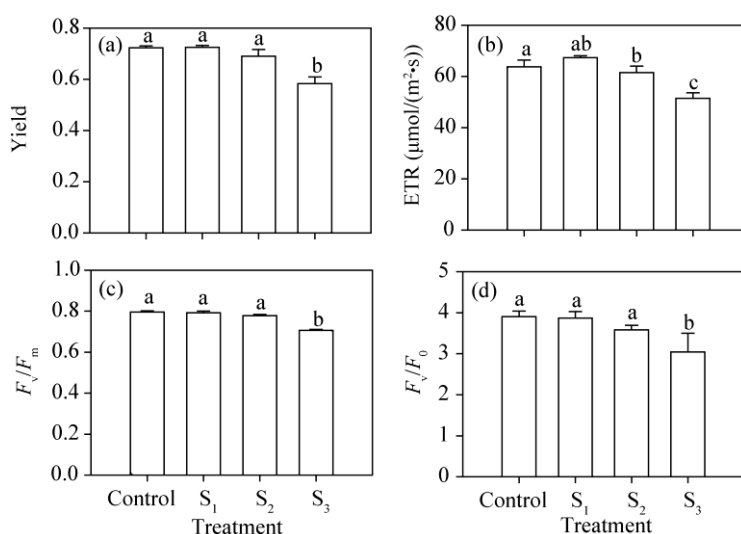 (a)
a a a b
0.8
0.6
0.4
0.2
0.0
Yield
(b)
a ab b c
80
60
40
20
0
ETR (μmol/(m²•s))
(c)
a a a b
1.0
0.8
0.6
0.4
0.2
0.0
Fv/Fm
Control S1 S2 S3
Treatment
(d)
a a a b
5
4
3
2
1
0
Fv/F0
Control S1 S2 S3
Treatment